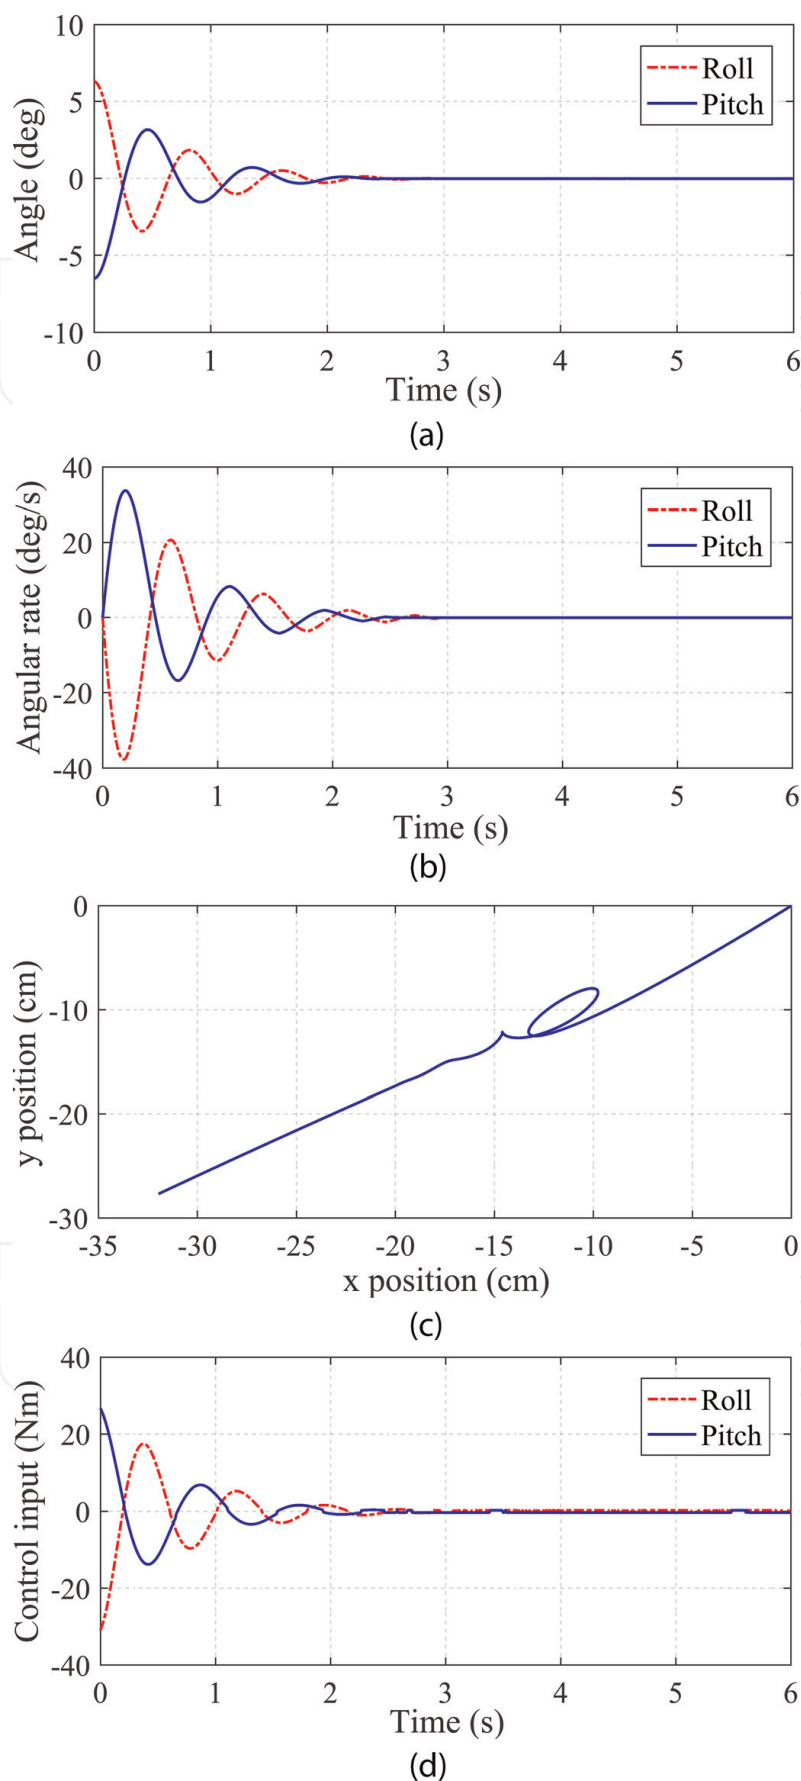 10
5
0
-5
-10
Angle (deg)
Roll
Pitch
0 1 2 3 4 5 6
Time (s)
(a)
40
20
0
-20
-40
Angular rate (deg/s)
Roll
Pitch
0 1 2 3 4 5 6
Time (s)
(b)
0
-10
-20
-30
y position (cm)
-35 -30 -25 -20 -15 -10 -5 0
x position (cm)
(c)
40
20
0
-20
-40
Control input (Nm)
Roll
Pitch
0 1 2 3 4 5 6
Time (s)
(d)